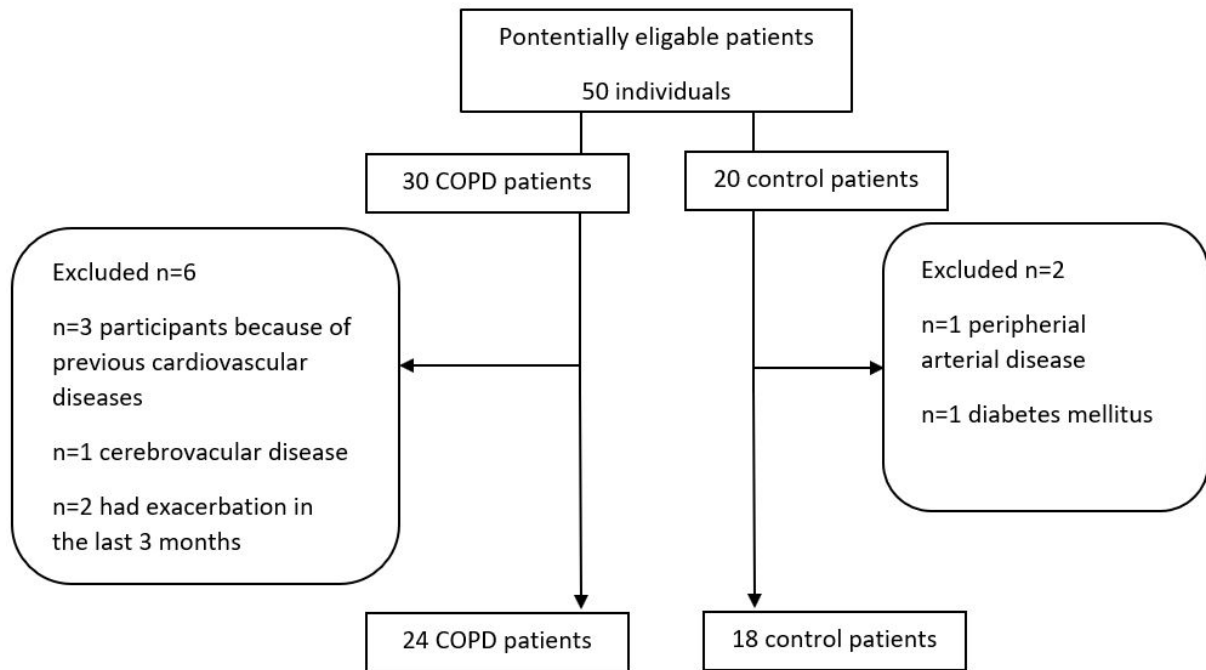 Pontentially eligable patients
50 individuals
30 COPD patients
20 control patients
Excluded n=6
n=3 participants because of
previous cardiovascular
diseases
n=1 cerebrovacular disease
n=2 had exacerbation in
the last 3 months
Excluded n=2
n=1 peripherial
arterial disease
n=1 diabetes mellitus
24 COPD patients
18 control patients